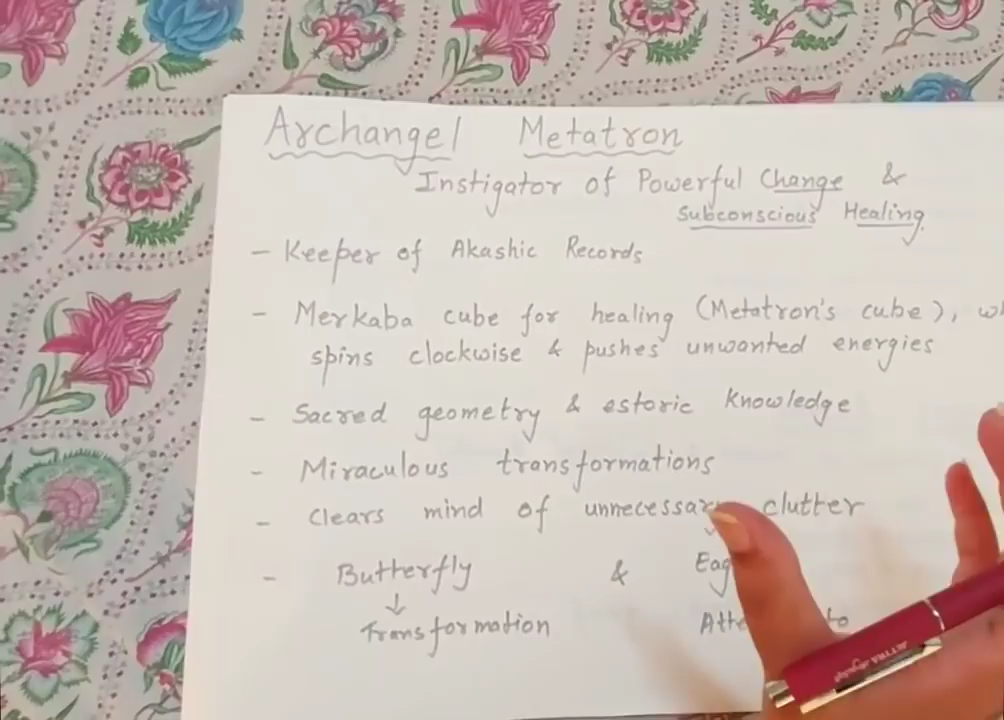 Archangel Metatron
Instigator of Powerful Change &
Subconscious Healing
- Keeper of Akashic Records
- Merkaba cube for healing (Metatron's cube),
spins clockwise & pushes unwanted energies
- Sacred geometry & estoric knowledge
- Miraculous transformations
- Clears mind of unnecessary clutter
- Butterfly &
↓
Transformation to